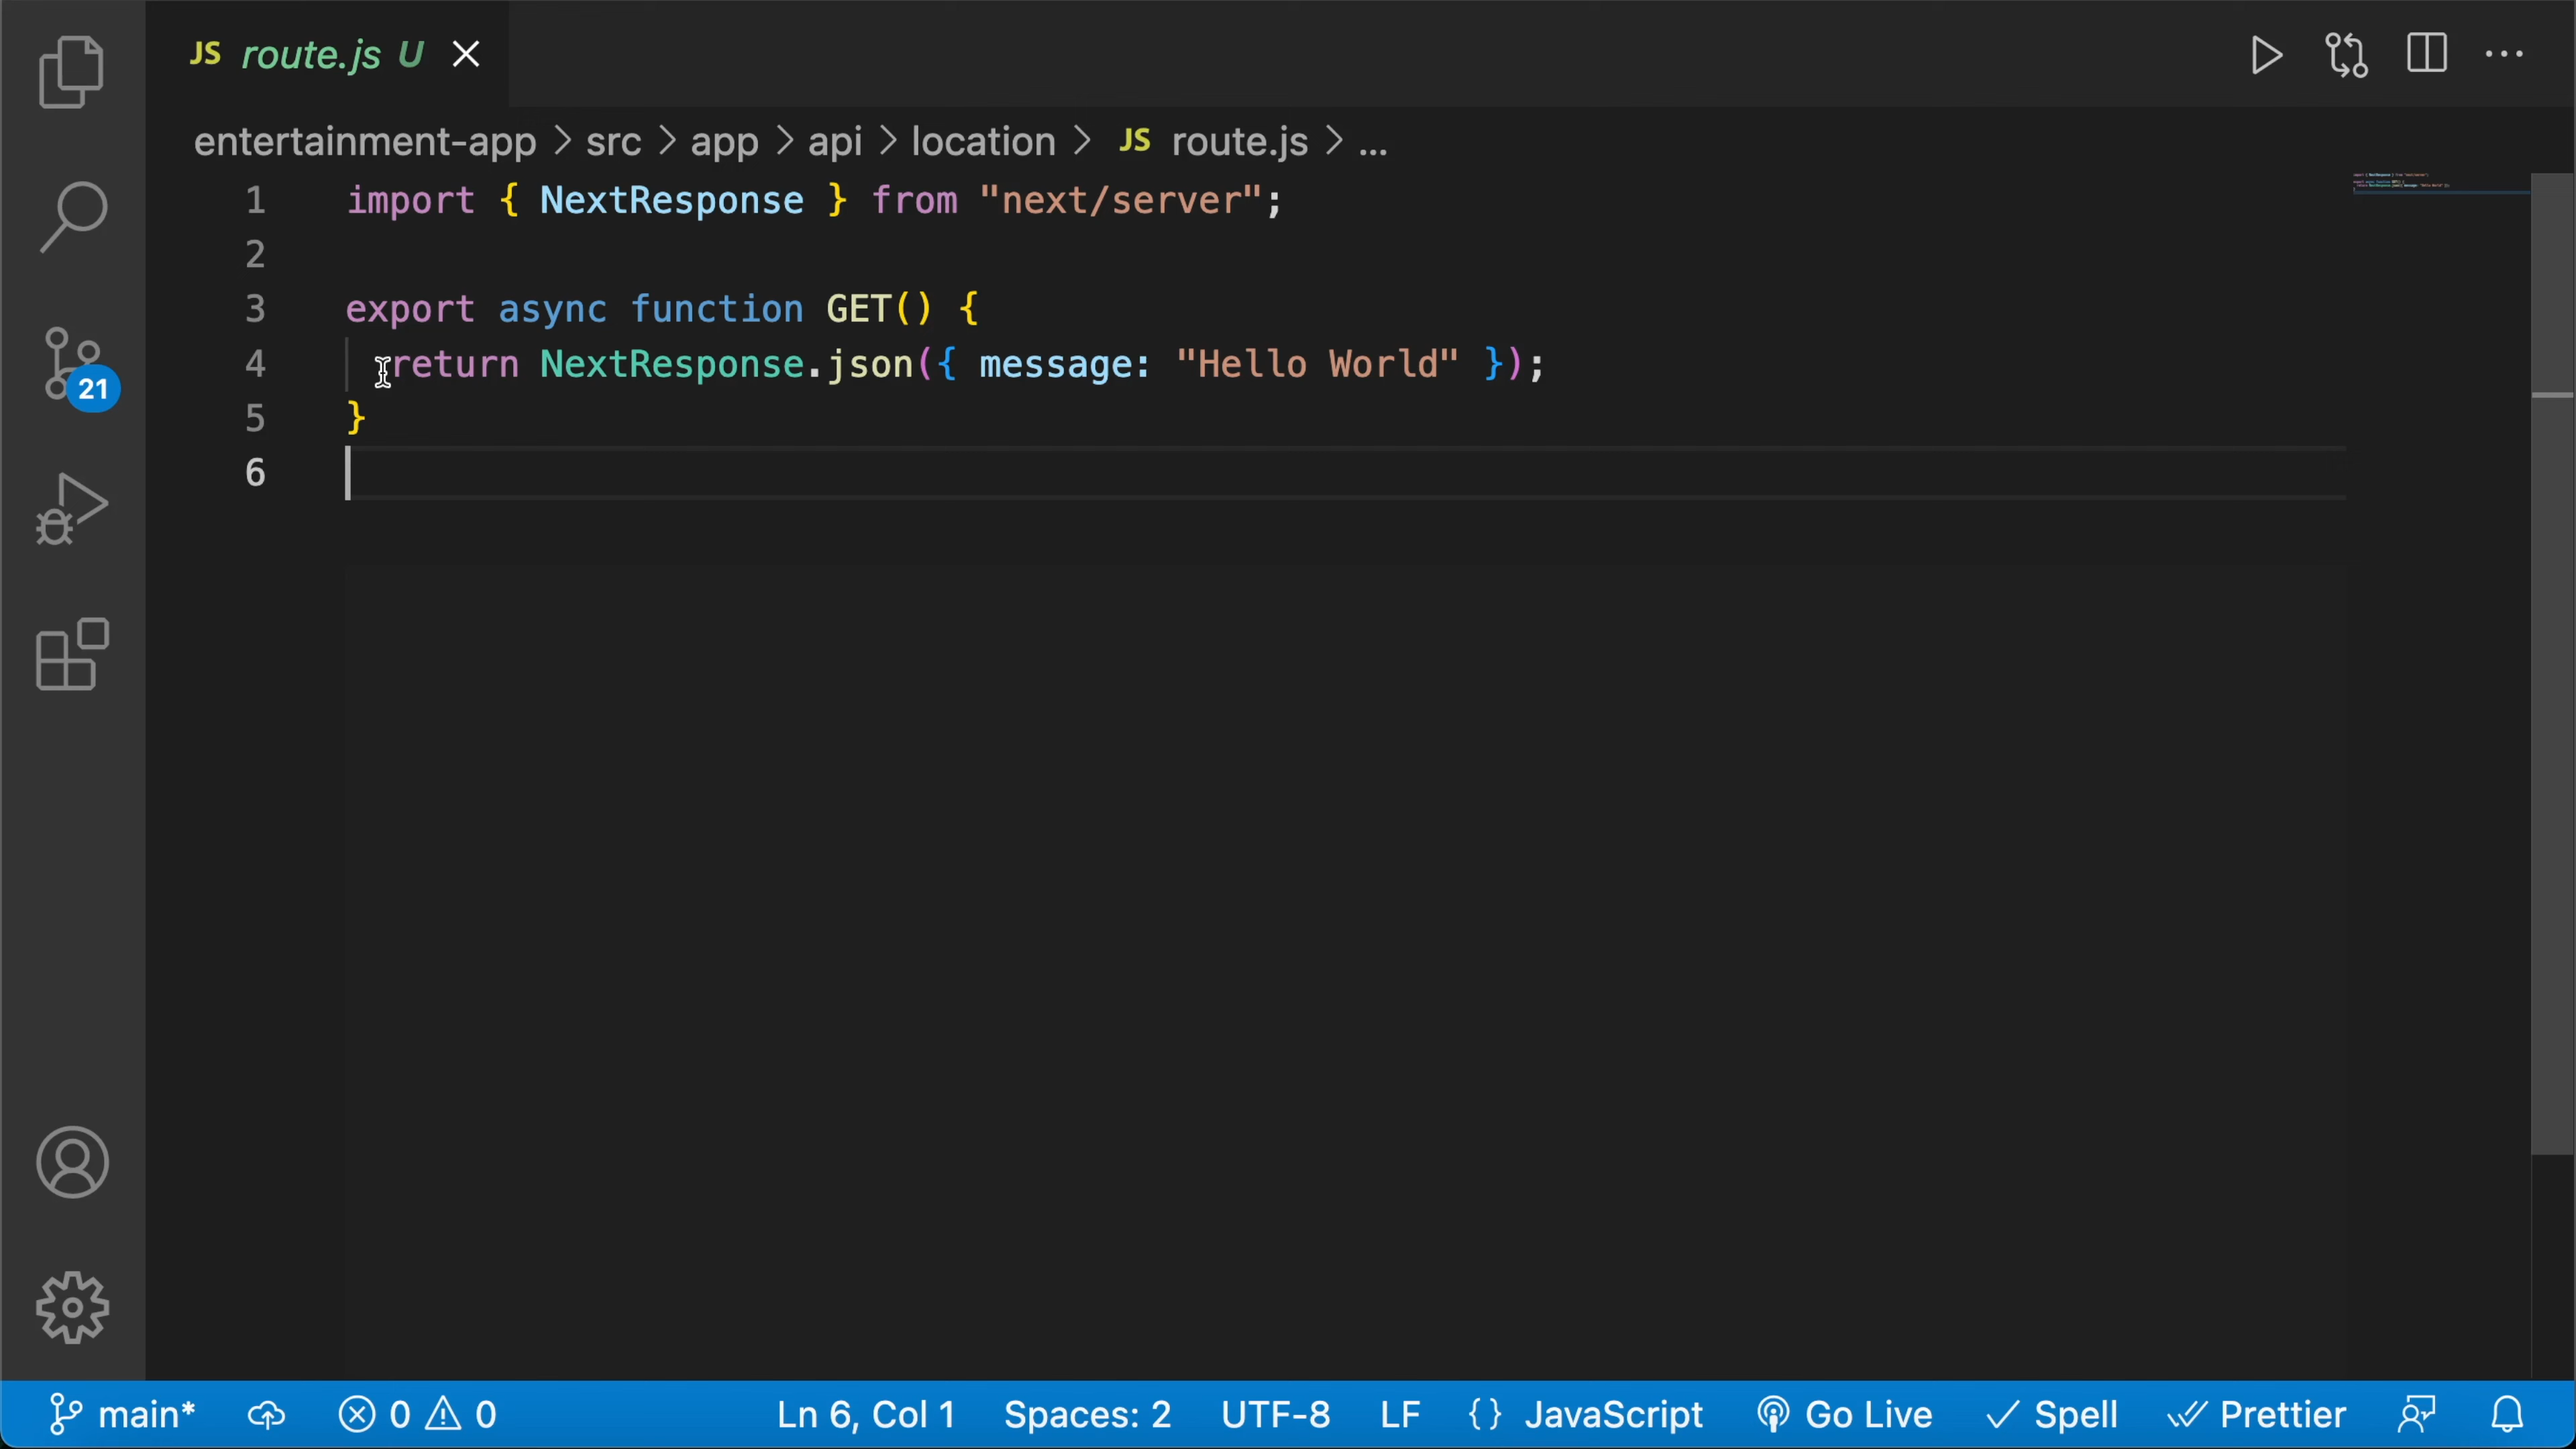 JS route.js U
entertainment-app > src > app > api > location > JS route.js > ...
1 import { NextResponse } from "next/server";
2
3 export async function GET() {
4 return NextResponse.json({ message: "Hello World" });
5 }
6
21
main* 0 0 Ln 6, Col 1 Spaces: 2 UTF-8 LF {} JavaScript Go Live Spell Prettier